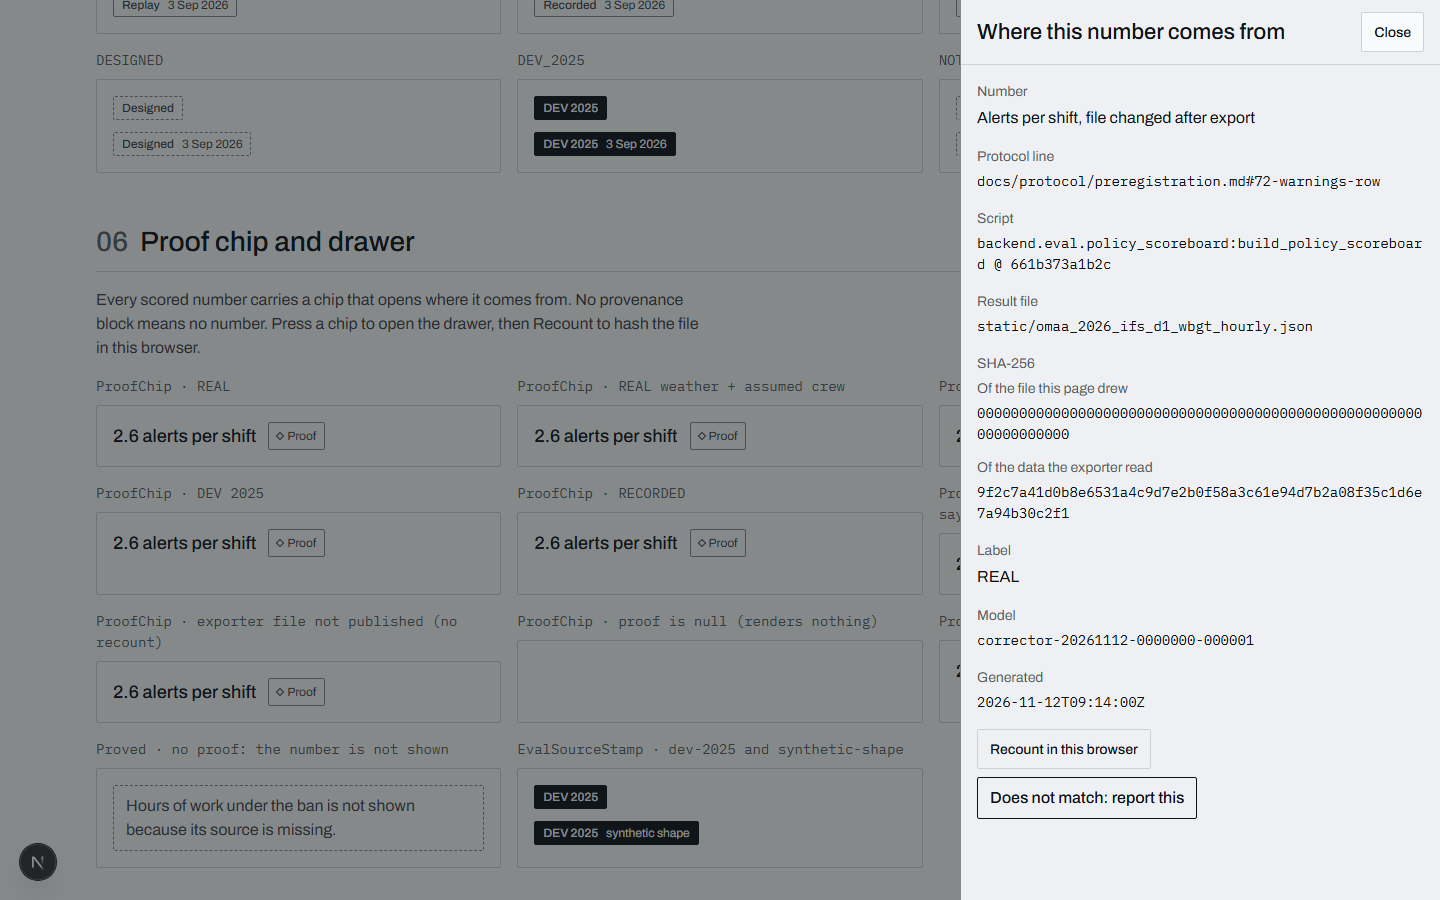 Replay 3 Sep 2026
Recorded 3 Sep 2026
DESIGNED
DEV_2025
NOT
Designed
Designed 3 Sep 2026
DEV 2025
DEV 2025 3 Sep 2026
06 Proof chip and drawer
Every scored number carries a chip that opens where it comes from. No provenance
block means no number. Press a chip to open the drawer, then Recount to hash the file
in this browser.
ProofChip · REAL
ProofChip · REAL weather + assumed crew
Pro
2.6 alerts per shift ◇ Proof
2.6 alerts per shift ◇ Proof
ProofChip · DEV 2025
ProofChip · RECORDED
Pro
say
2.6 alerts per shift ◇ Proof
2.6 alerts per shift ◇ Proof
ProofChip · exporter file not published (no
recount)
ProofChip · proof is null (renders nothing)
Pro
2.6 alerts per shift ◇ Proof
Proved · no proof: the number is not shown
EvalSourceStamp · dev-2025 and synthetic-shape
Hours of work under the ban is not shown
because its source is missing.
DEV 2025
DEV 2025 synthetic shape
N
Where this number comes from
Close
Number
Alerts per shift, file changed after export
Protocol line
docs/protocol/preregistration.md#72-warnings-row
Script
backend.eval.policy_scoreboard:build_policy_scoreboar
d @ 661b373a1b2c
Result file
static/omaa_2026_ifs_d1_wbgt_hourly.json
SHA-256
Of the file this page drew
00000000000000000000000000000000000000000000000000000
00000000000
Of the data the exporter read
9f2c7a41d0b8e6531a4c9d7e2b0f58a3c61e94d7b2a08f35c1d6e
7a94b30c2f1
Label
REAL
Model
corrector-20261112-0000000-000001
Generated
2026-11-12T09:14:00Z
Recount in this browser
Does not match: report this